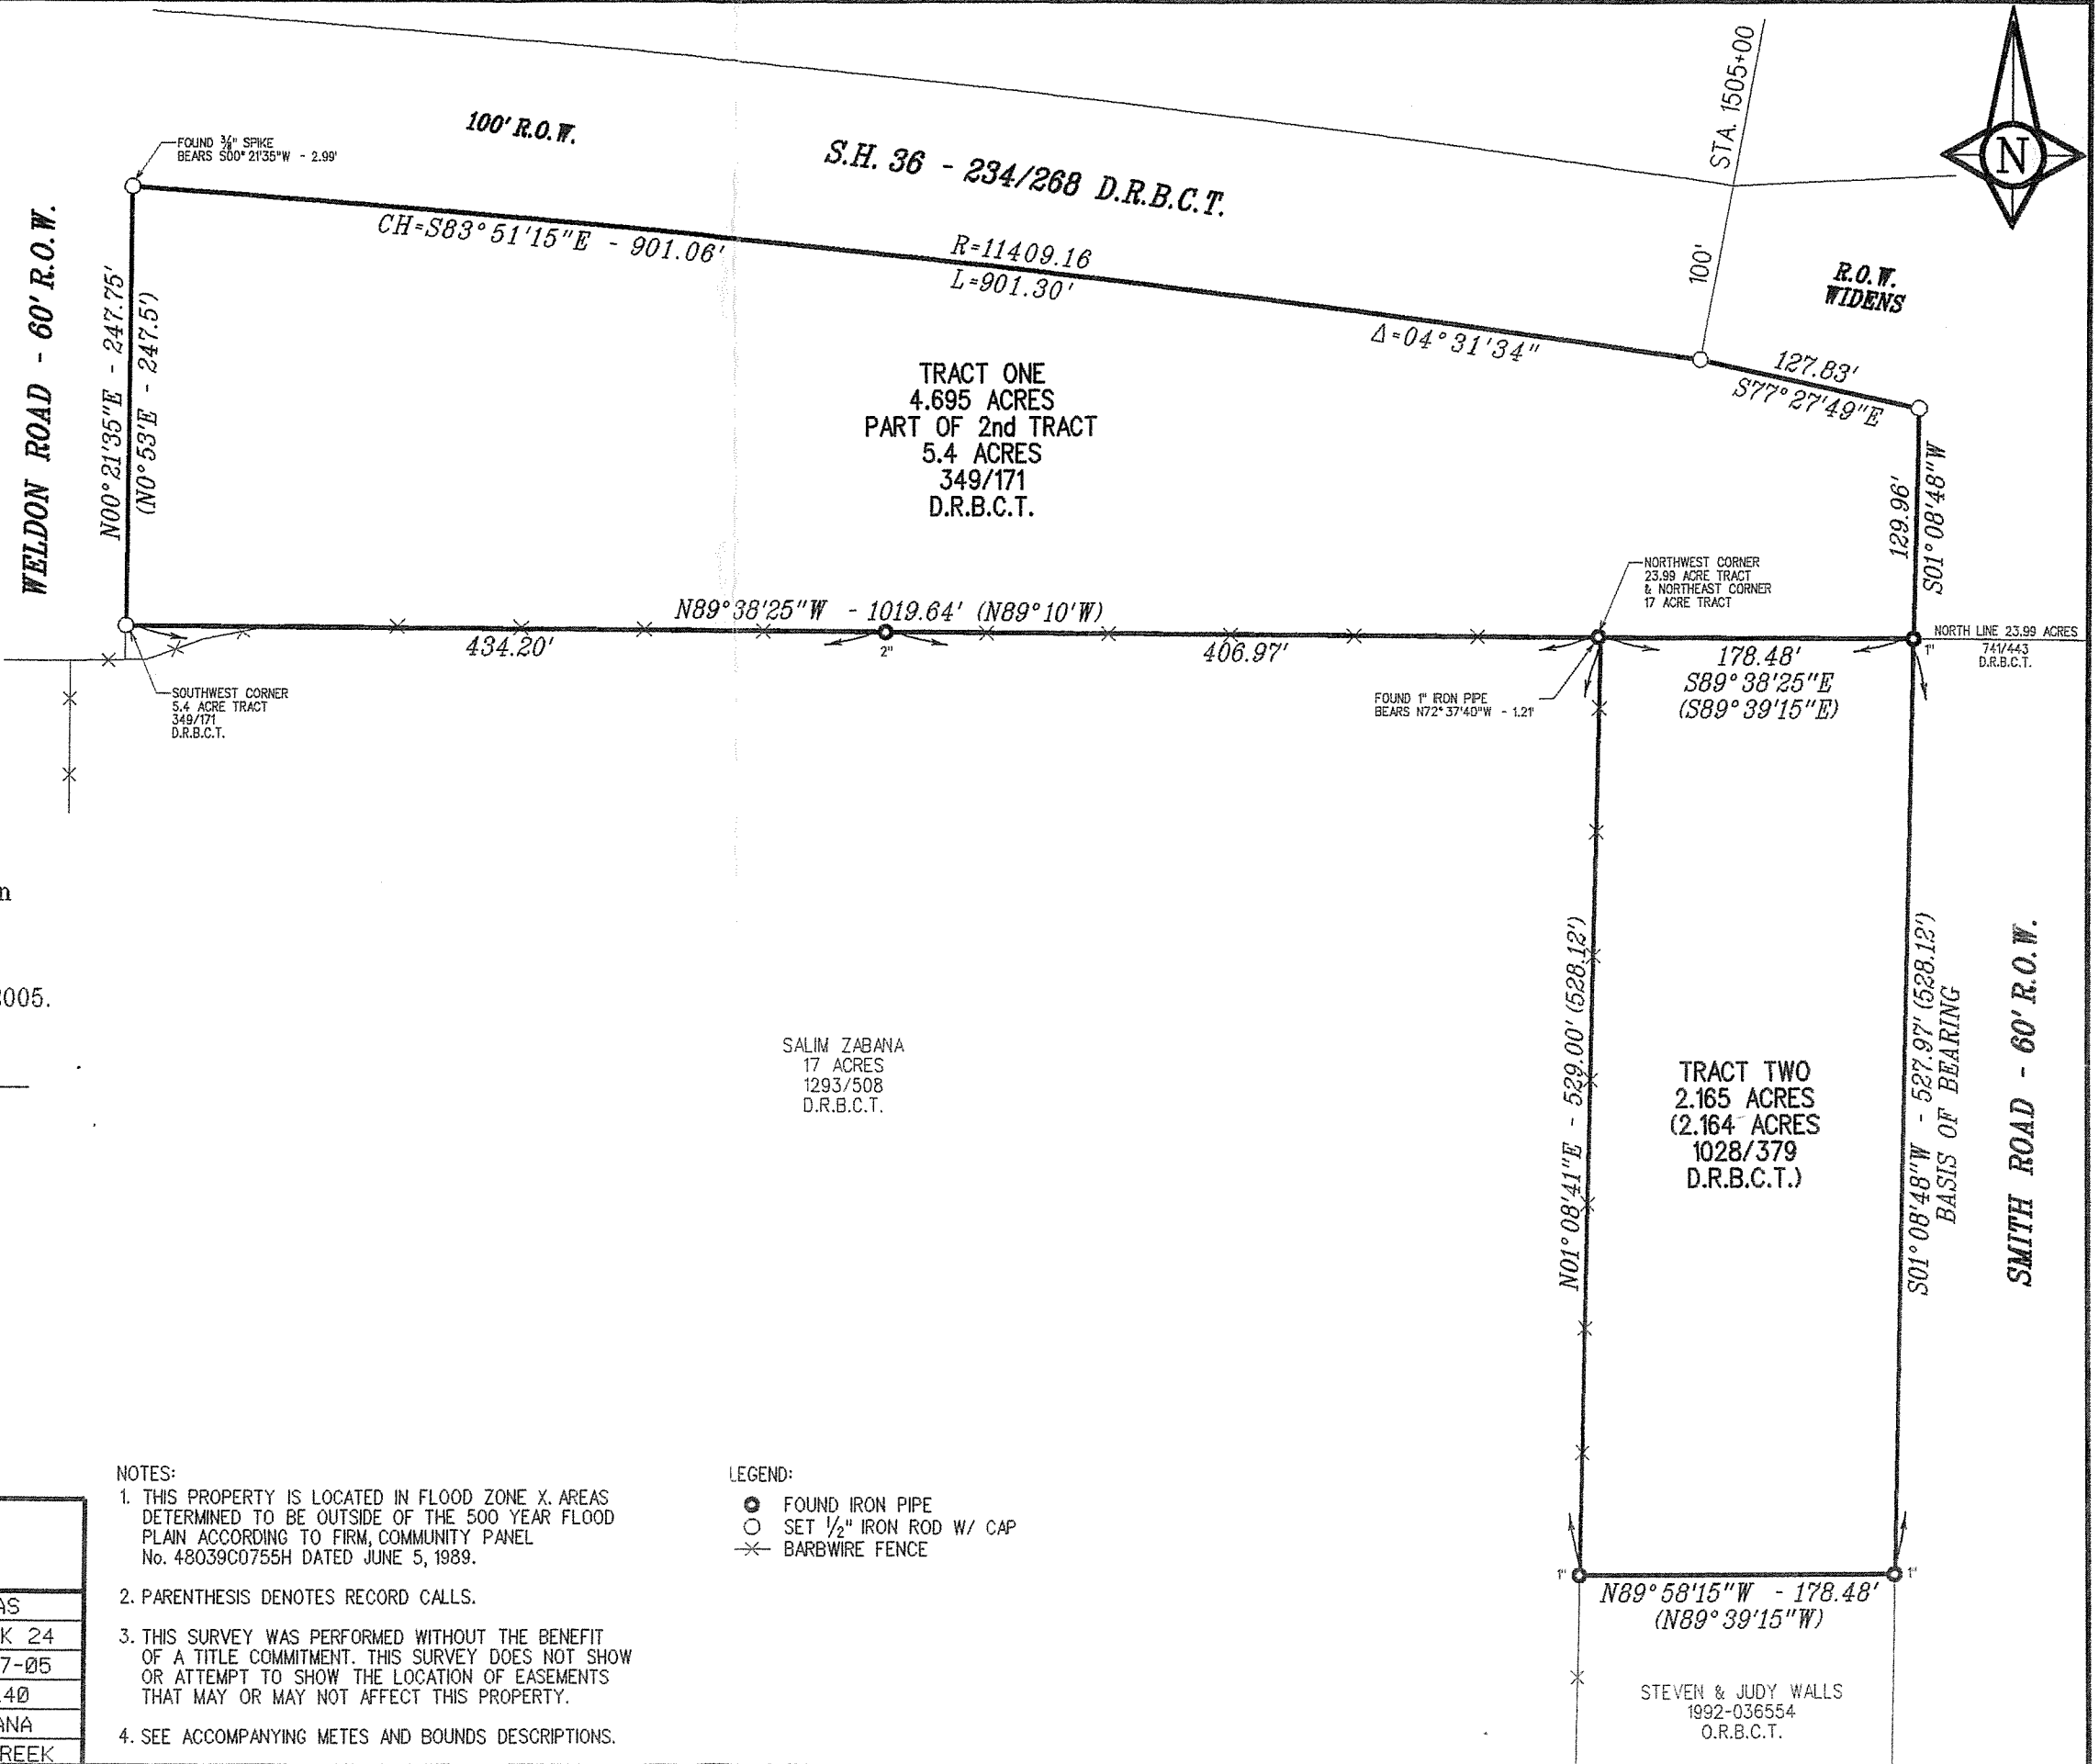 STA. 1505+00
N
100' R.O.W.
S.H. 36 - 234/268 D.R.B.C.T.
FOUND 3/8" SPIKE
BEARS S00°21'35"W - 2.99'
CH=S83°51'15"E - 901.06'
R=11409.16
L=901.30'
Δ=04°31'34"
100'
R.O.W.
WIDENS
127.83'
S77°27'49"E
WELDON ROAD - 60' R.O.W.
N00°21'35"E - 247.75'
(N0°53'E - 247.5')
TRACT ONE
4.695 ACRES
PART OF 2nd TRACT
5.4 ACRES
349/171
D.R.B.C.T.
129.96'
S01°08'48"W
NORTHWEST CORNER
23.99 ACRE TRACT
& NORTHEAST CORNER
17 ACRE TRACT
N89°38'25"W - 1019.64' (N89°10'W)
434.20'
2"
406.97'
178.48'
S89°38'25"E
(S89°39'15"E)
1"
NORTH LINE 23.99 ACRES
741/443
D.R.B.C.T.
SOUTHWEST CORNER
5.4 ACRE TRACT
349/171
D.R.B.C.T.
FOUND 1" IRON PIPE
BEARS N72°37'40"W - 1.21'
n
005.
SALIM ZABANA
17 ACRES
1293/508
D.R.B.C.T.
N01°08'41"E - 529.00' (528.12')
TRACT TWO
2.165 ACRES
(2.164 ACRES
1028/379
D.R.B.C.T.)
S01°08'48"W - 527.97' (528.12')
BASIS OF BEARING
SMITH ROAD - 60' R.O.W.
1"
1"
N89°58'15"W - 178.48'
(N89°39'15"W)
STEVEN & JUDY WALLS
1992-036554
O.R.B.C.T.
NOTES:
1. THIS PROPERTY IS LOCATED IN FLOOD ZONE X. AREAS
DETERMINED TO BE OUTSIDE OF THE 500 YEAR FLOOD
PLAIN ACCORDING TO FIRM, COMMUNITY PANEL
No. 48039C0755H DATED JUNE 5, 1989.
2. PARENTHESIS DENOTES RECORD CALLS.
3. THIS SURVEY WAS PERFORMED WITHOUT THE BENEFIT
OF A TITLE COMMITMENT. THIS SURVEY DOES NOT SHOW
OR ATTEMPT TO SHOW THE LOCATION OF EASEMENTS
THAT MAY OR MAY NOT AFFECT THIS PROPERTY.
4. SEE ACCOMPANYING METES AND BOUNDS DESCRIPTIONS.
LEGEND:
FOUND IRON PIPE
SET 1/2" IRON ROD W/ CAP
BARBWIRE FENCE
AS
K 24
7-05
40
ANA
REEK